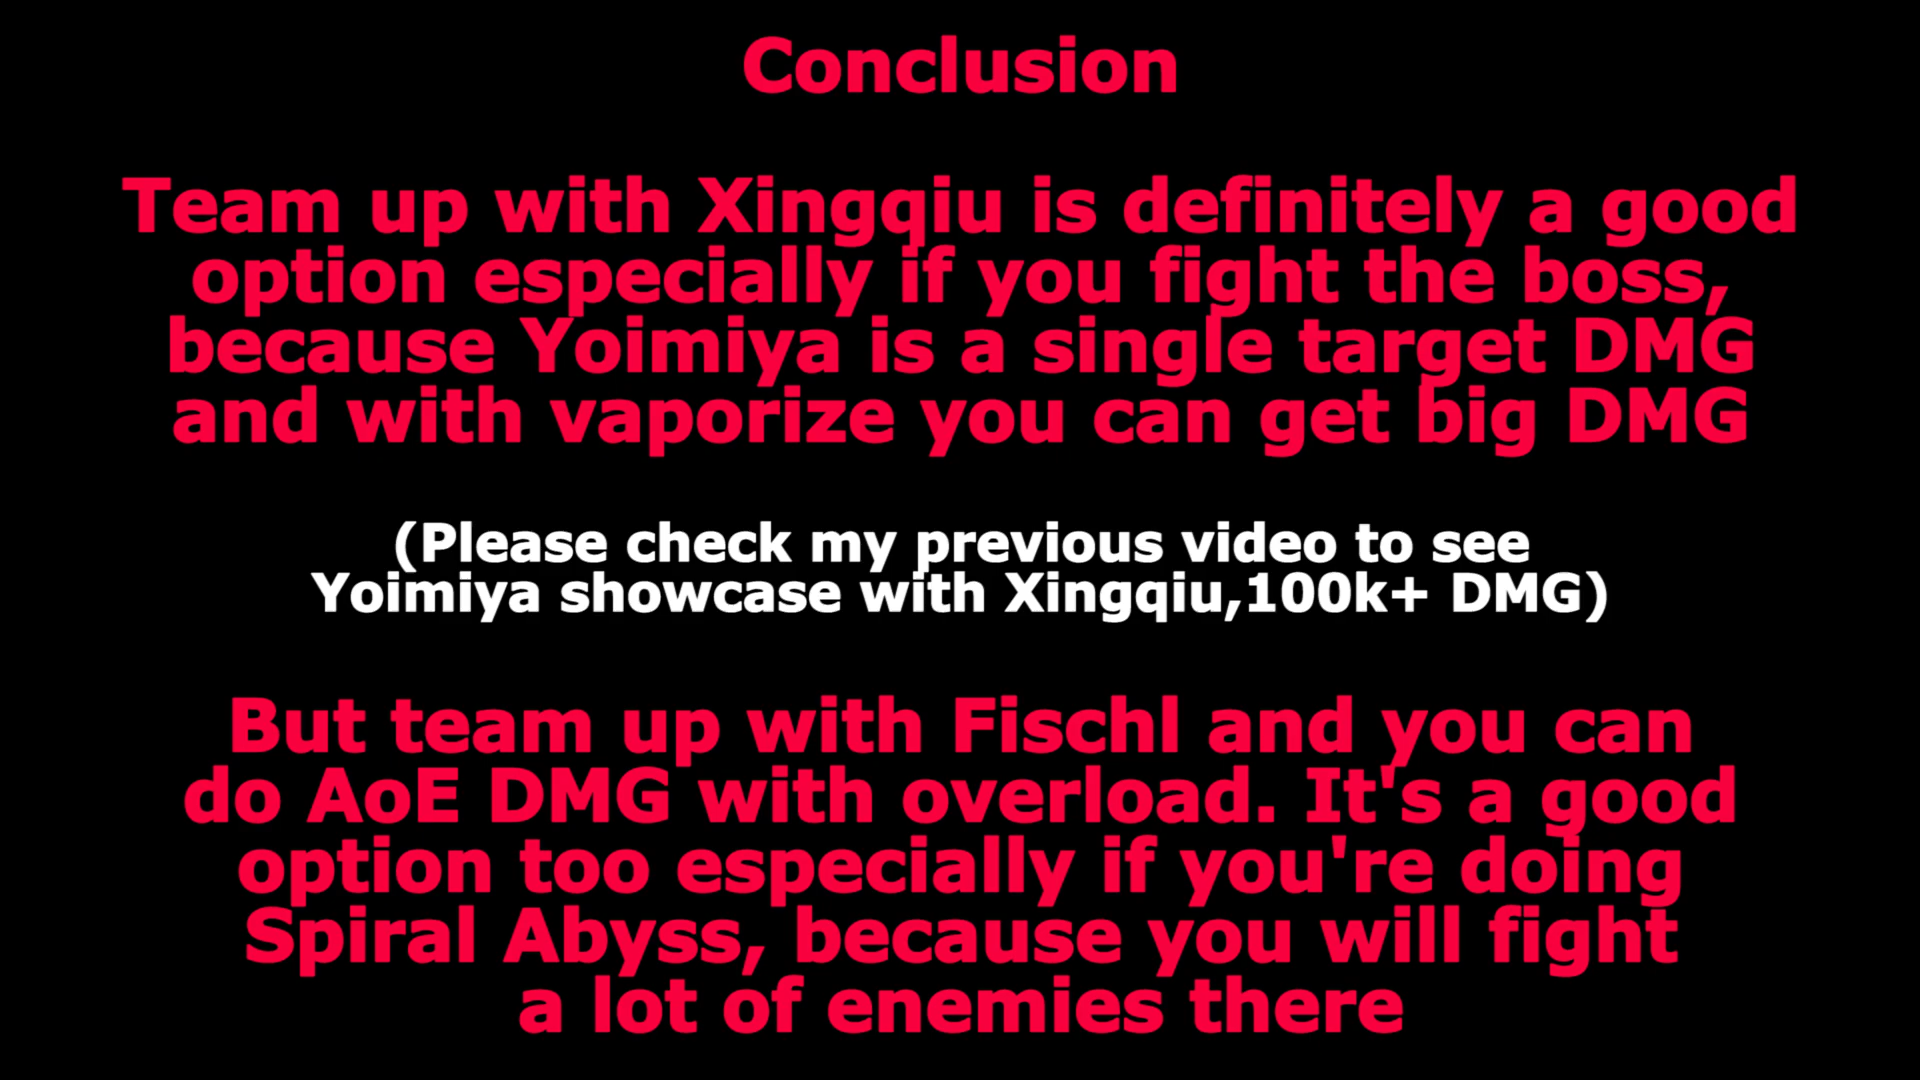 Conclusion
Team up with Xingqiu is definitely a good
option especially if you fight the boss,
because Yoimiya is a single target DMG
and with vaporize you can get big DMG
(Please check my previous video to see
Yoimiya showcase with Xingqiu,100k+ DMG)
But team up with Fischl and you can
do AoE DMG with overload. It's a good
option too especially if you're doing
Spiral Abyss, because you will fight
a lot of enemies there